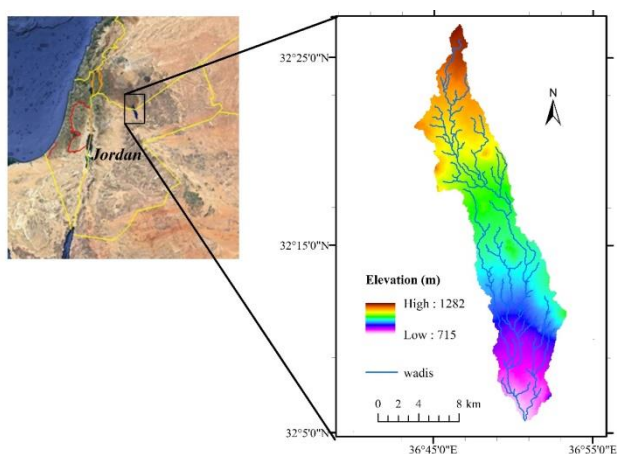 Jordan
32°25'0"N
32°15'0"N
32°5'0"N
N
Elevation (m)
High : 1282
Low : 715
wadis
0 2 4 8 km
36°45'0"E
36°55'0"E